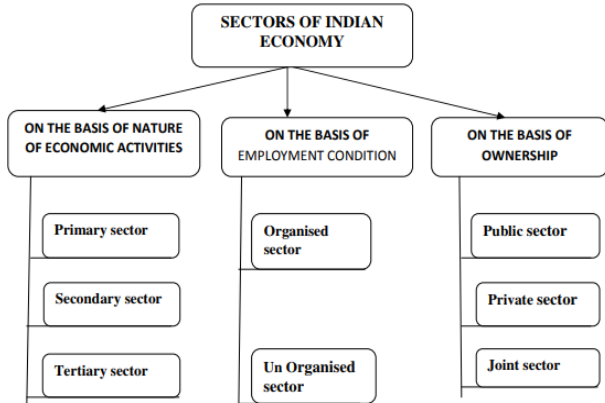 SECTORS OF INDIAN
ECONOMY
ON THE BASIS OF NATURE
OF ECONOMIC ACTIVITIES
ON THE BASIS OF
EMPLOYMENT CONDITION
ON THE BASIS OF
OWNERSHIP
Primary sector
Organised
sector
Public sector
Secondary sector
Private sector
Tertiary sector
Un Organised
sector
Joint sector